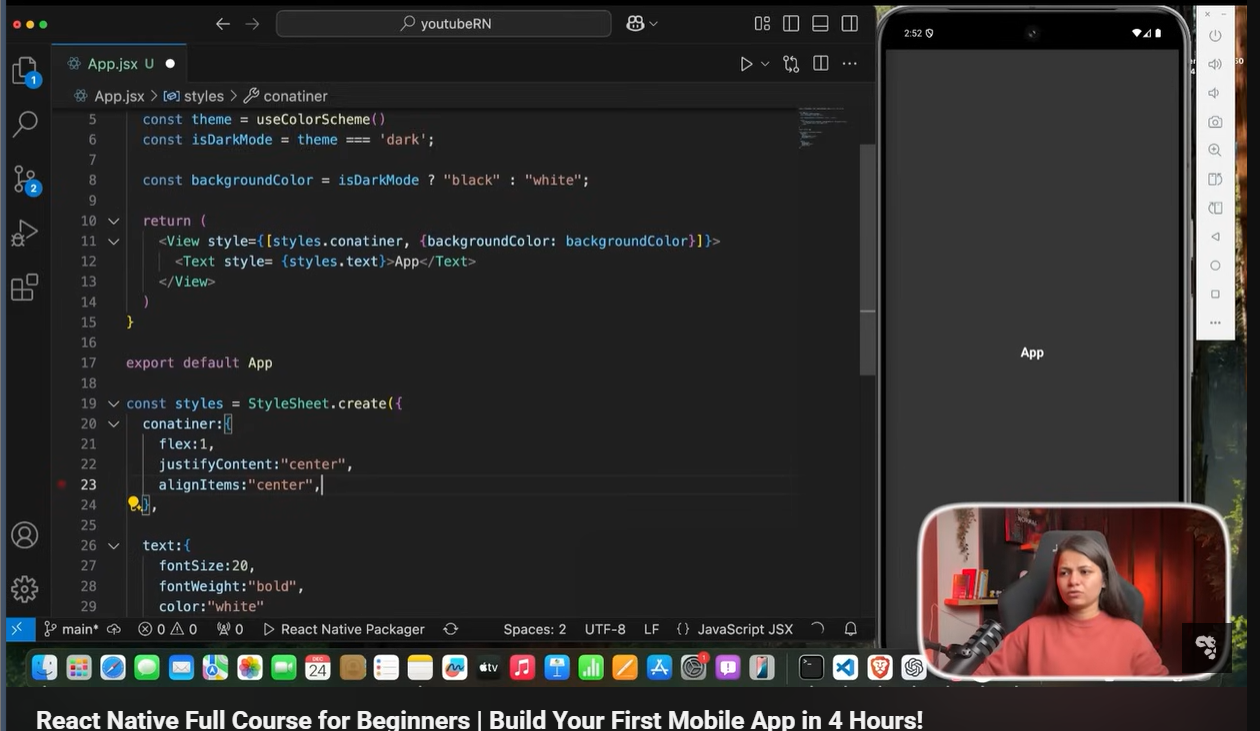 youtubeRN
App.jsx U
App.jsx > styles > conatiner
5 const theme = useColorScheme()
6 const isDarkMode = theme === 'dark';
7
8 const backgroundColor = isDarkMode ? "black" : "white";
9
10 return (
11 <View style={[styles.conatiner, {backgroundColor: backgroundColor}]}>
12 <Text style= {styles.text}>App</Text>
13 </View>
14 )
15 }
16
17 export default App
18
19 const styles = StyleSheet.create({
20 conatiner:{
21 flex:1,
22 justifyContent:"center",
23 alignItems:"center",
24 },
25
26 text:{
27 fontSize:20,
28 fontWeight:"bold",
29 color:"white"
1
2
main* 0 0 0 React Native Packager Spaces: 2 UTF-8 LF {} JavaScript JSX
2:52
App
DEC
24
tv
1
React Native Full Course for Beginners | Build Your First Mobile App in 4 Hours!